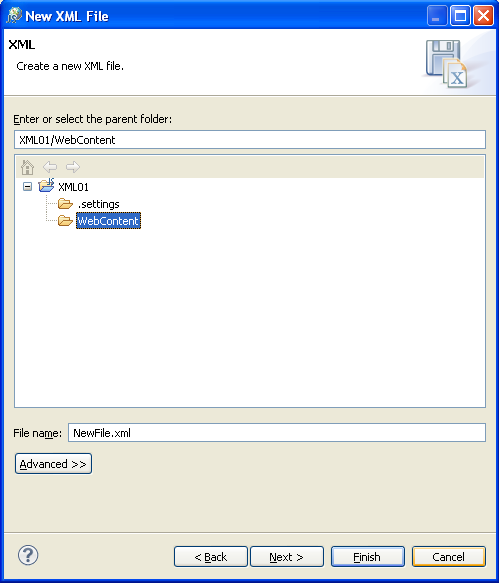 New XML File
XML
Create a new XML file.
X
Enter or select the parent folder:
XML01/WebContent
XML01
.settings
WebContent
File name: NewFile.xml
Advanced >>
? < Back Next > Finish Cancel